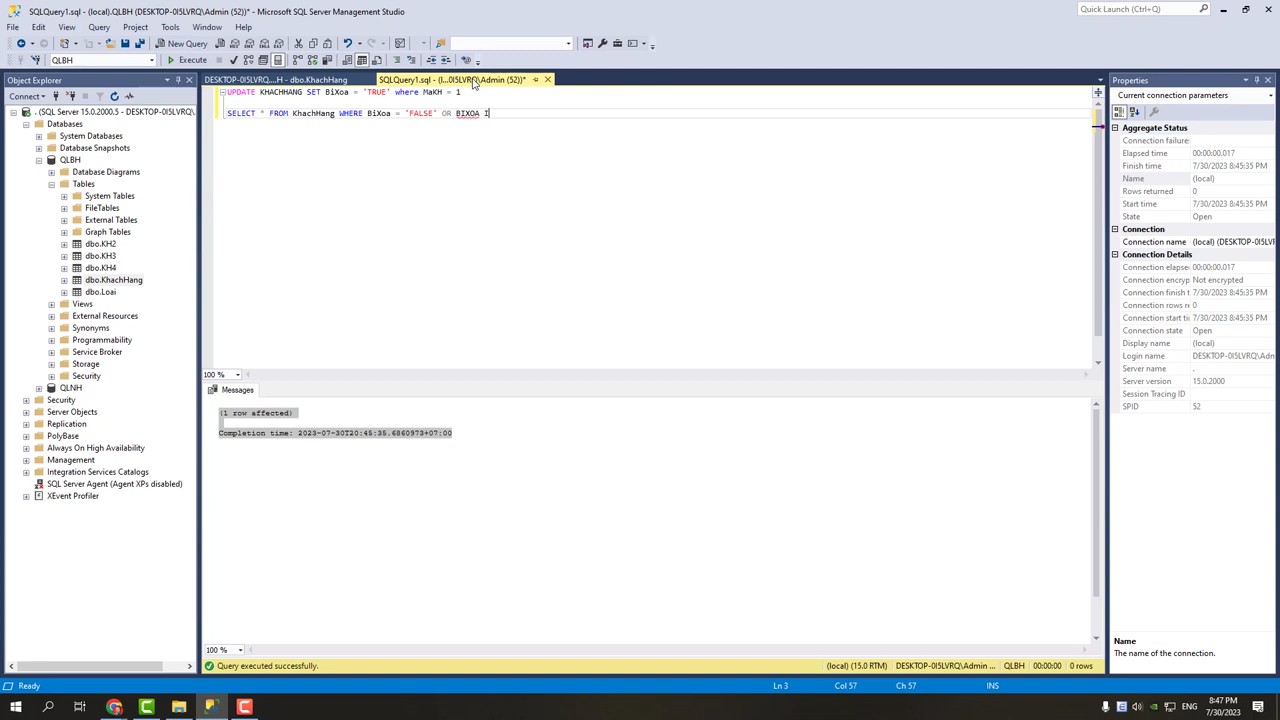 SQLQuery1.sql - (local).QLBH (DESKTOP-0I5LVRQ\Admin (52))* - Microsoft SQL Server Management Studio
Quick Launch (Ctrl+Q)
File Edit View Query Project Tools Window Help
New Query
QLBH Execute
Object Explorer
DESKTOP-0I5LVRQ....H - dbo.KhachHang
SQLQuery1.sql - (l...0I5LVRQ\Admin (52))*
Properties
Connect
UPDATE KHACHHANG SET BiXoa = 'TRUE' where MaKH = 1
SELECT * FROM KhachHang WHERE BiXoa = 'FALSE' OR BIXOA I
. (SQL Server 15.0.2000.5 - DESKTOP-0I5LVRQ
Databases
System Databases
Database Snapshots
QLBH
Database Diagrams
Tables
System Tables
FileTables
External Tables
Graph Tables
dbo.KH2
dbo.KH3
dbo.KH4
dbo.KhachHang
dbo.Loai
Views
External Resources
Synonyms
Programmability
Service Broker
Storage
Security
QLNH
Security
Server Objects
Replication
PolyBase
Always On High Availability
Management
Integration Services Catalogs
SQL Server Agent (Agent XPs disabled)
XEvent Profiler
100 %
Messages
(1 row affected)
Completion time: 2023-07-30T20:45:35.6860973+07:00
100 %
Query executed successfully.
(local) (15.0 RTM) DESKTOP-0I5LVRQ\Admin ... QLBH 00:00:00 0 rows
Current connection parameters
Aggregate Status
Connection failures
Elapsed time 00:00:00.017
Finish time 7/30/2023 8:45:35 PM
Name (local)
Rows returned 0
Start time 7/30/2023 8:45:35 PM
State Open
Connection
Connection name (local) (DESKTOP-0I5LVR
Connection Details
Connection elapse 00:00:00.017
Connection encryp Not encrypted
Connection finish t 7/30/2023 8:45:35 PM
Connection rows r 0
Connection start ti 7/30/2023 8:45:35 PM
Connection state Open
Display name (local)
Login name DESKTOP-0I5LVRQ\Adm
Server name .
Server version 15.0.2000
Session Tracing ID
SPID 52
Name
The name of the connection.
Ready Ln 3 Col 57 Ch 57 INS
ENG
8:47 PM
7/30/2023